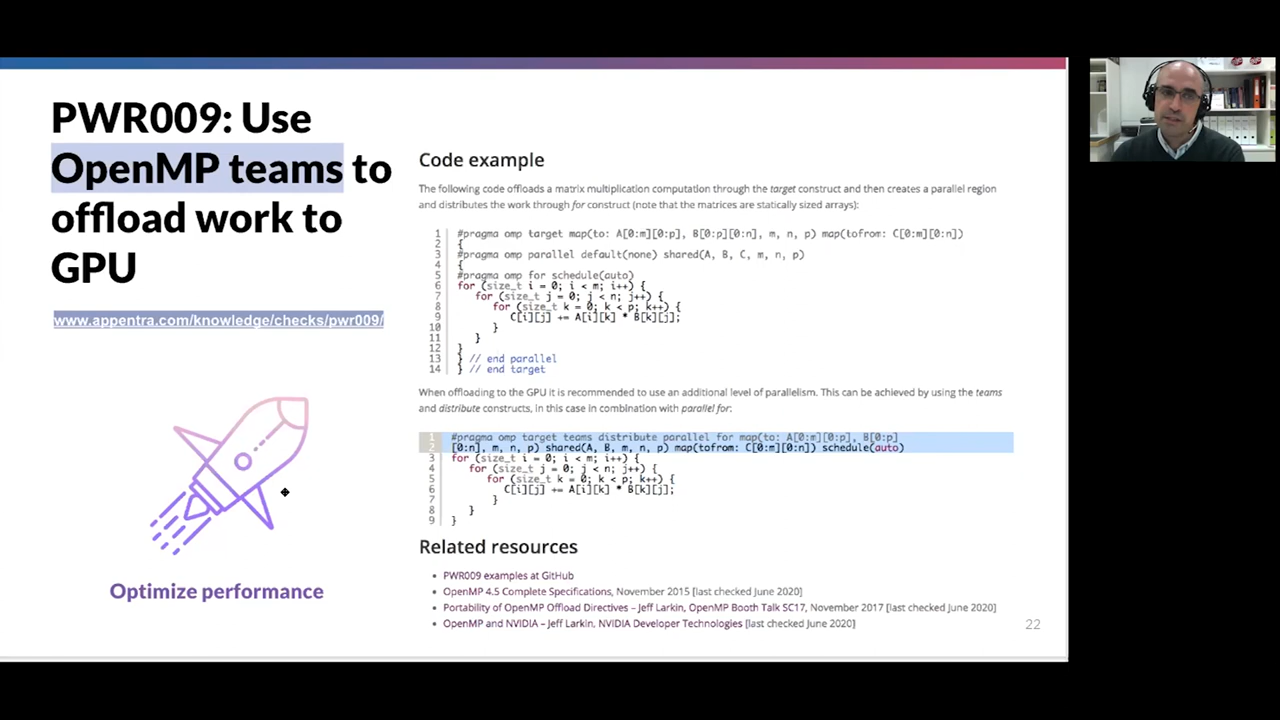 PWR009: Use
OpenMP teams to
offload work to
GPU
www.appentra.com/knowledge/checks/pwr009/
Optimize performance
Code example
The following code offloads a matrix multiplication computation through the target construct and then creates a parallel region
and distributes the work through for construct (note that the matrices are statically sized arrays):
1 #pragma omp target map(to: A[0:m][0:p], B[0:p][0:n], m, n, p) map(tofrom: C[0:m][0:n])
2 {
3 #pragma omp parallel default(none) shared(A, B, C, m, n, p)
4 {
5 #pragma omp for schedule(auto)
6 for (size_t i = 0; i < m; i++) {
7 for (size_t j = 0; j < n; j++) {
8 for (size_t k = 0; k < p; k++) {
9 C[i][j] += A[i][k] * B[k][j];
10 }
11 }
12 }
13 } // end parallel
14 } // end target
When offloading to the GPU it is recommended to use an additional level of parallelism. This can be achieved by using the teams
and distribute constructs, in this case in combination with parallel for:
1 #pragma omp target teams distribute parallel for map(to: A[0:m][0:p], B[0:p]
2 [0:n], m, n, p) shared(A, B, m, n, p) map(tofrom: C[0:m][0:n]) schedule(auto)
3 for (size_t i = 0; i < m; i++) {
4 for (size_t j = 0; j < n; j++) {
5 for (size_t k = 0; k < p; k++) {
6 C[i][j] += A[i][k] * B[k][j];
7 }
8 }
9 }
Related resources
• PWR009 examples at GitHub
• OpenMP 4.5 Complete Specifications, November 2015 [last checked June 2020]
• Portability of OpenMP Offload Directives – Jeff Larkin, OpenMP Booth Talk SC17, November 2017 [last checked June 2020]
• OpenMP and NVIDIA – Jeff Larkin, NVIDIA Developer Technologies [last checked June 2020]
22